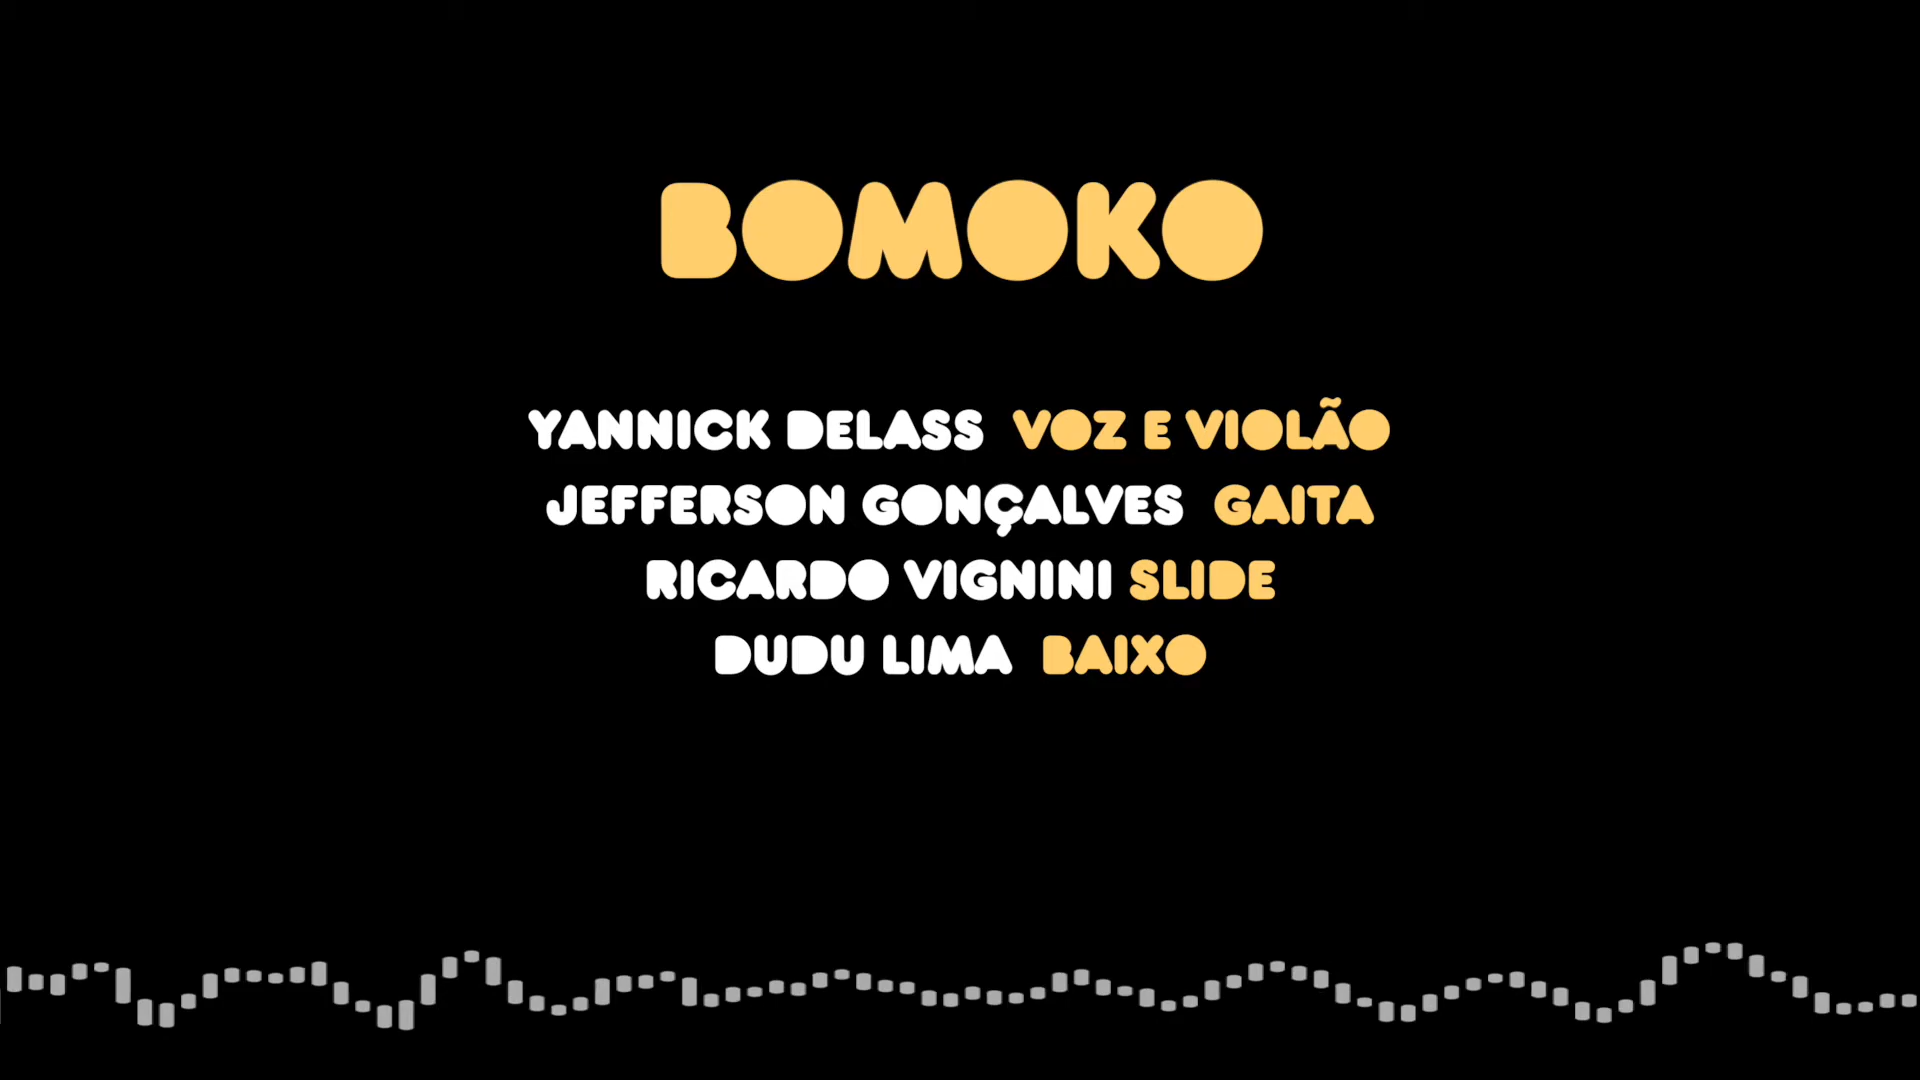 BOMOKO
YANNICK DELASS VOZ E VIOLÃO
JEFFERSON GONÇALVES GAITA
RICARDO VIGNINI SLIDE
DUDU LIMA BAIXO